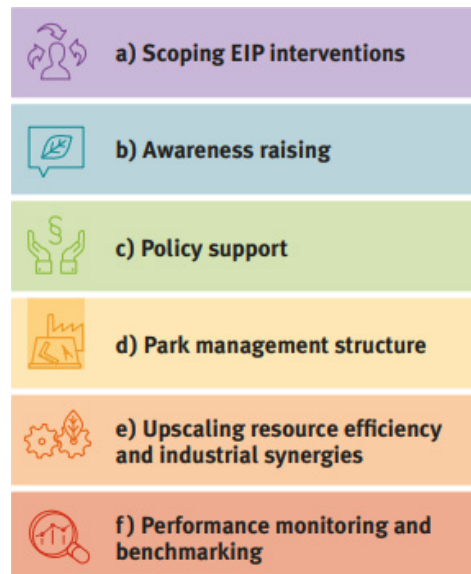 a) Scoping EIP interventions
b) Awareness raising
§
c) Policy support
d) Park management structure
e) Upscaling resource efficiency
and industrial synergies
f) Performance monitoring and
benchmarking